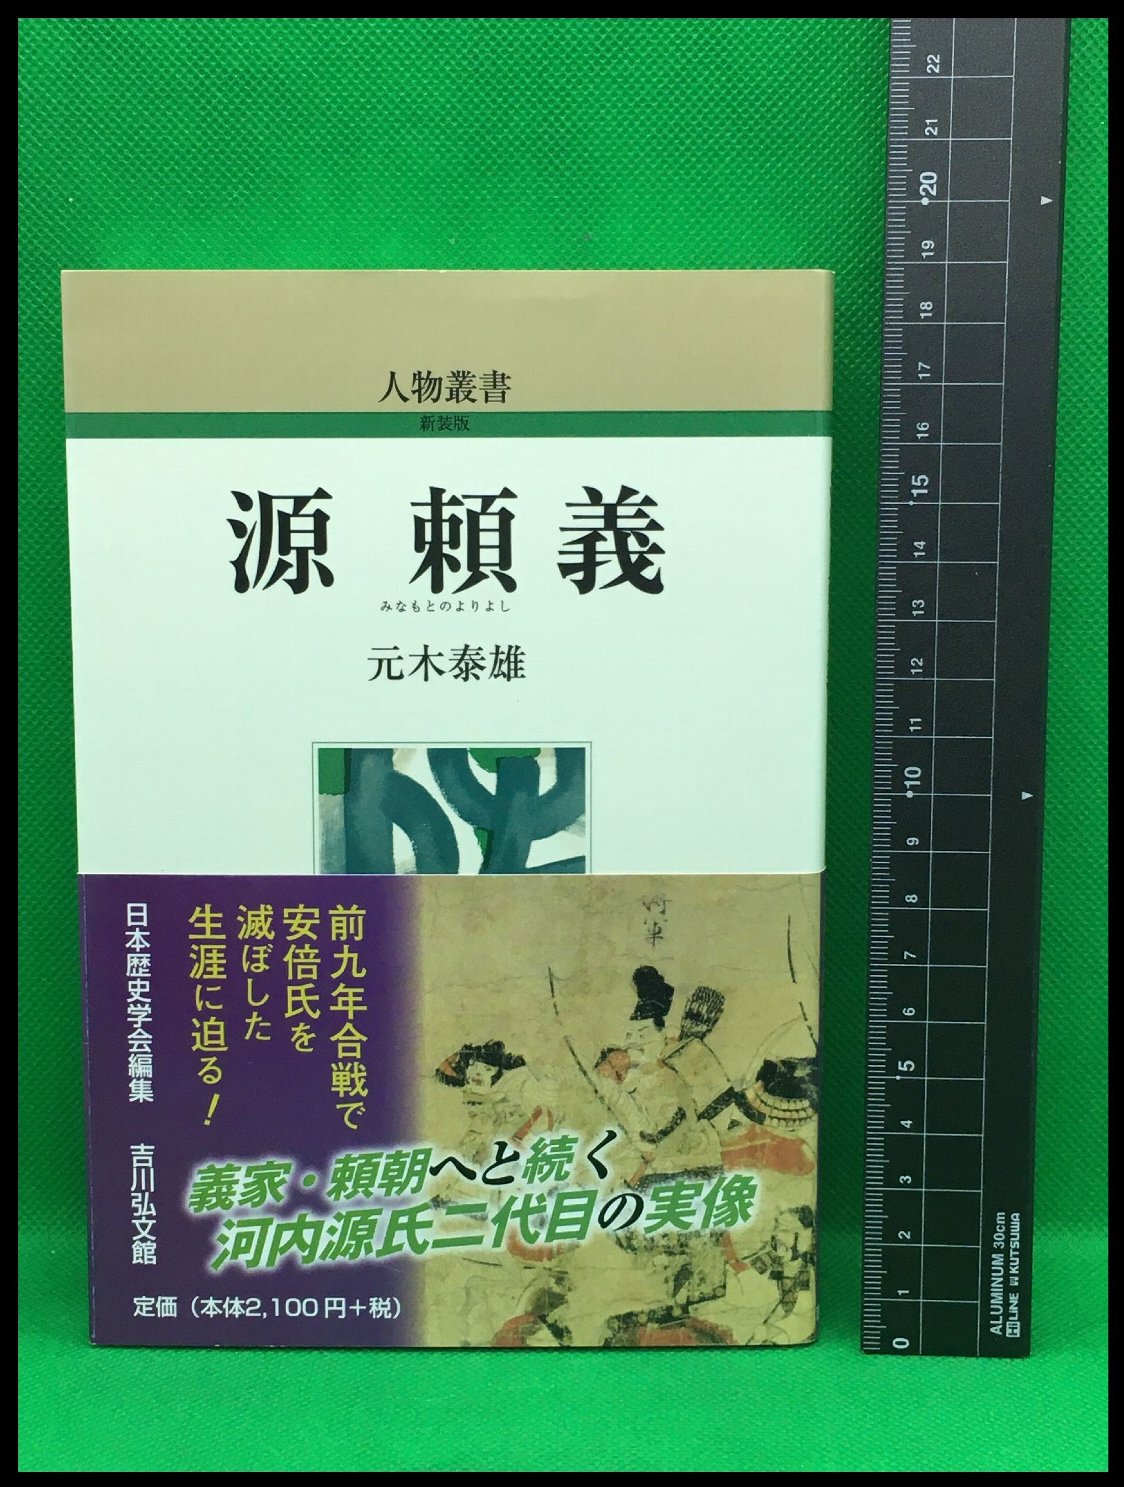 人物叢書
新装版
源 頼義
みなもとのよりよし
元木泰雄
前九年合戦で
安倍氏を
滅ぼした
生涯に迫る!
日本歴史学会編集 吉川弘文館
将軍
義家・頼朝へと続く
河内源氏二代目の実像
定価(本体2,100円+税)
22
21
20
19
18
17
16
15
14
13
12
11
10
9
8
7
6
5
4
3
2
1
0
ALUMINUM 30cm
HiLiNE KUTSUWA